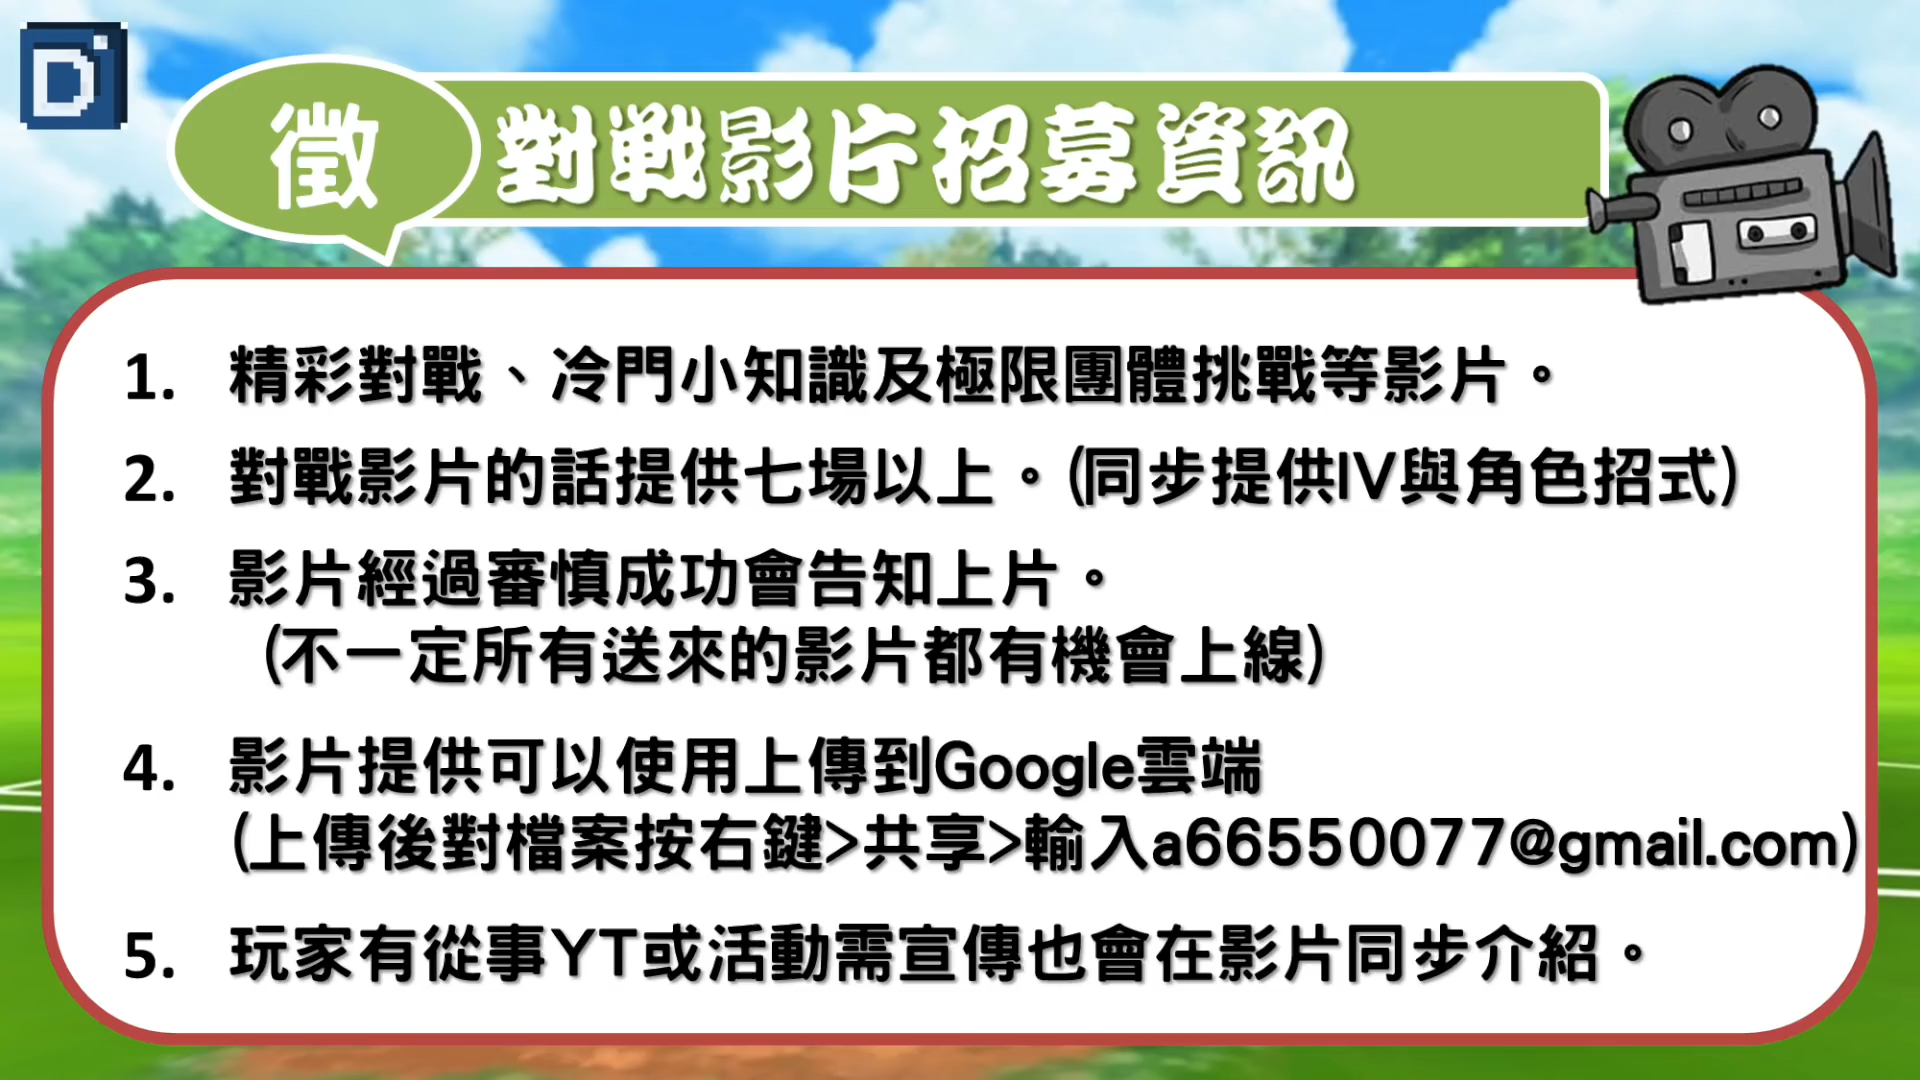 D
徵 對戰影片招募資訊
1. 精彩對戰、冷門小知識及極限團體挑戰等影片。
2. 對戰影片的話提供七場以上。(同步提供IV與角色招式)
3. 影片經過審慎成功會告知上片。
(不一定所有送來的影片都有機會上線)
4. 影片提供可以使用上傳到Google雲端
(上傳後對檔案按右鍵>共享>輸入a66550077@gmail.com)
5. 玩家有從事YT或活動需宣傳也會在影片同步介紹。